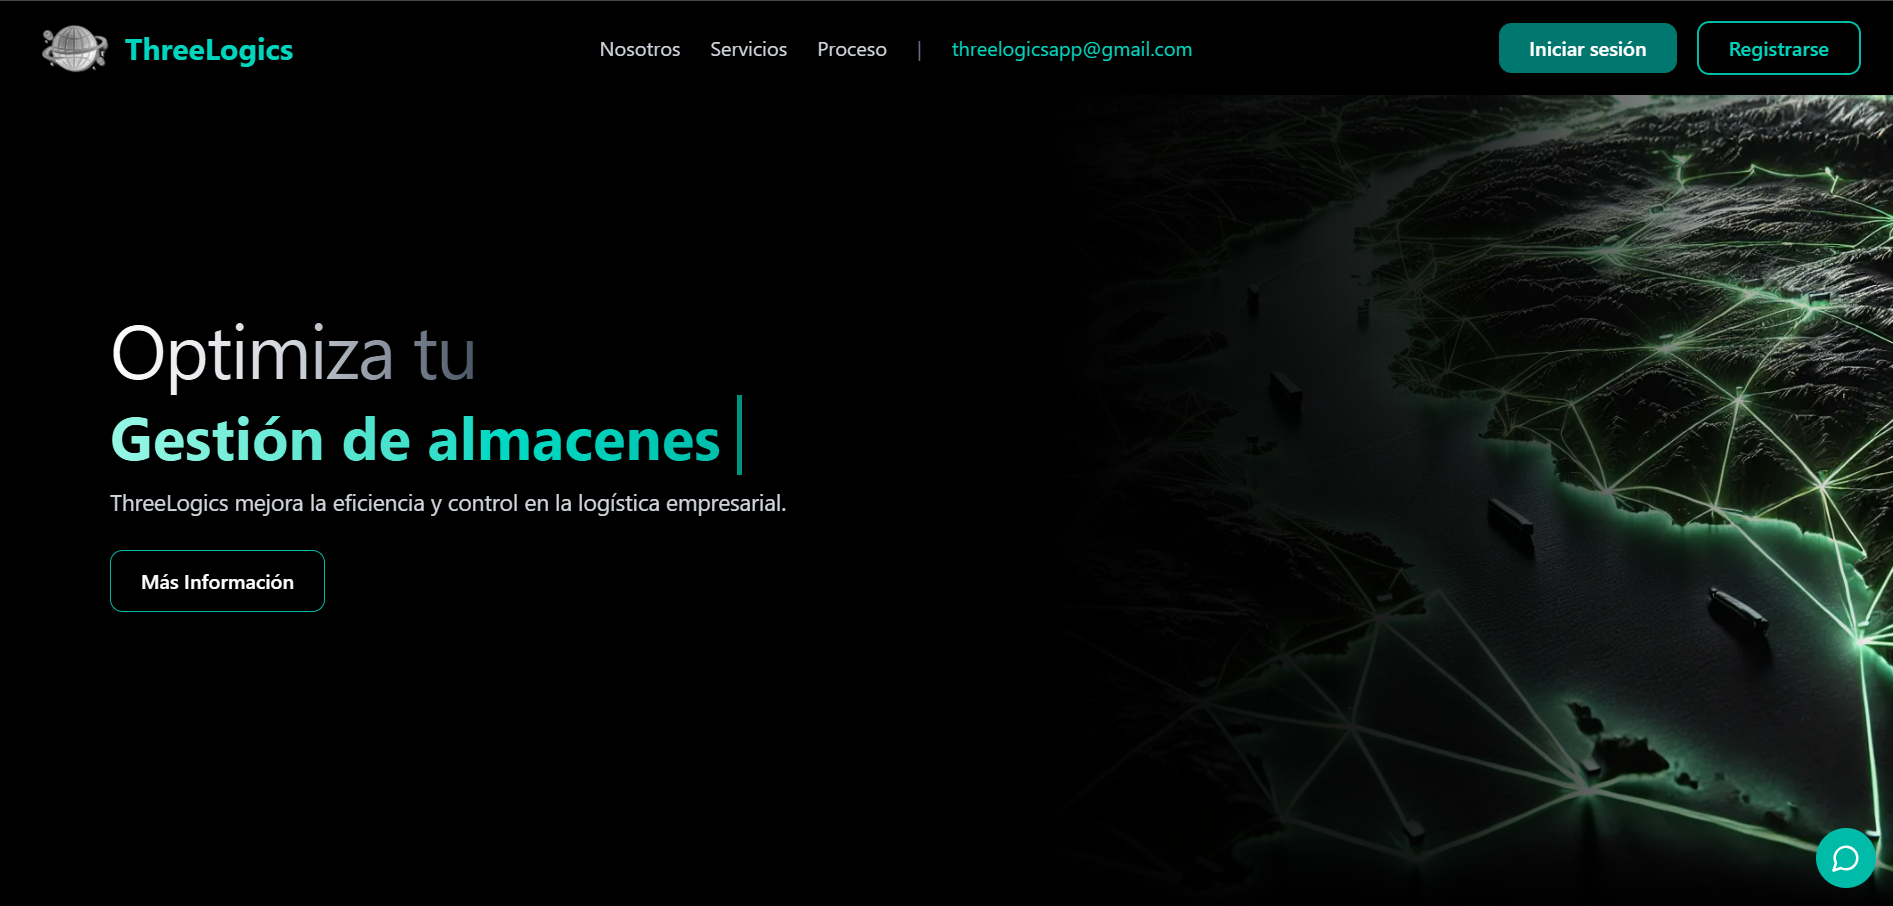 ThreeLogics
Nosotros Servicios Proceso | threelogicsapp@gmail.com
Iniciar sesión
Registrarse
Optimiza tu
Gestión de almacenes
ThreeLogics mejora la eficiencia y control en la logística empresarial.
Más Información